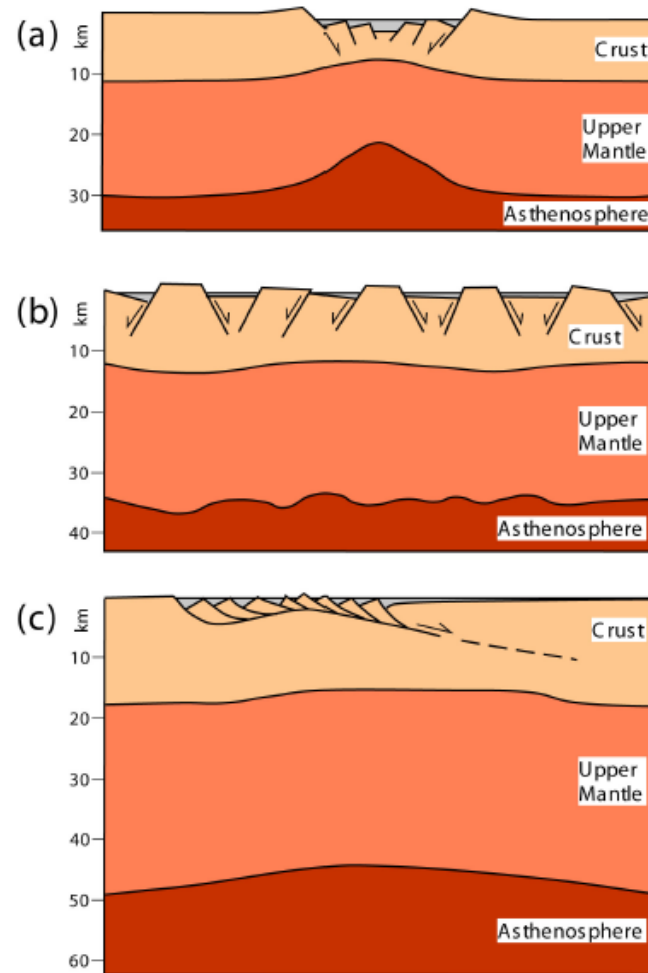 (a)
km
Crust
10
20
Upper
Mantle
30
Asthenosphere
(b)
km
Crust
10
20
Upper
Mantle
30
40
Asthenosphere
(c)
km
Crust
10
20
30
Upper
Mantle
40
50
Asthenosphere
60